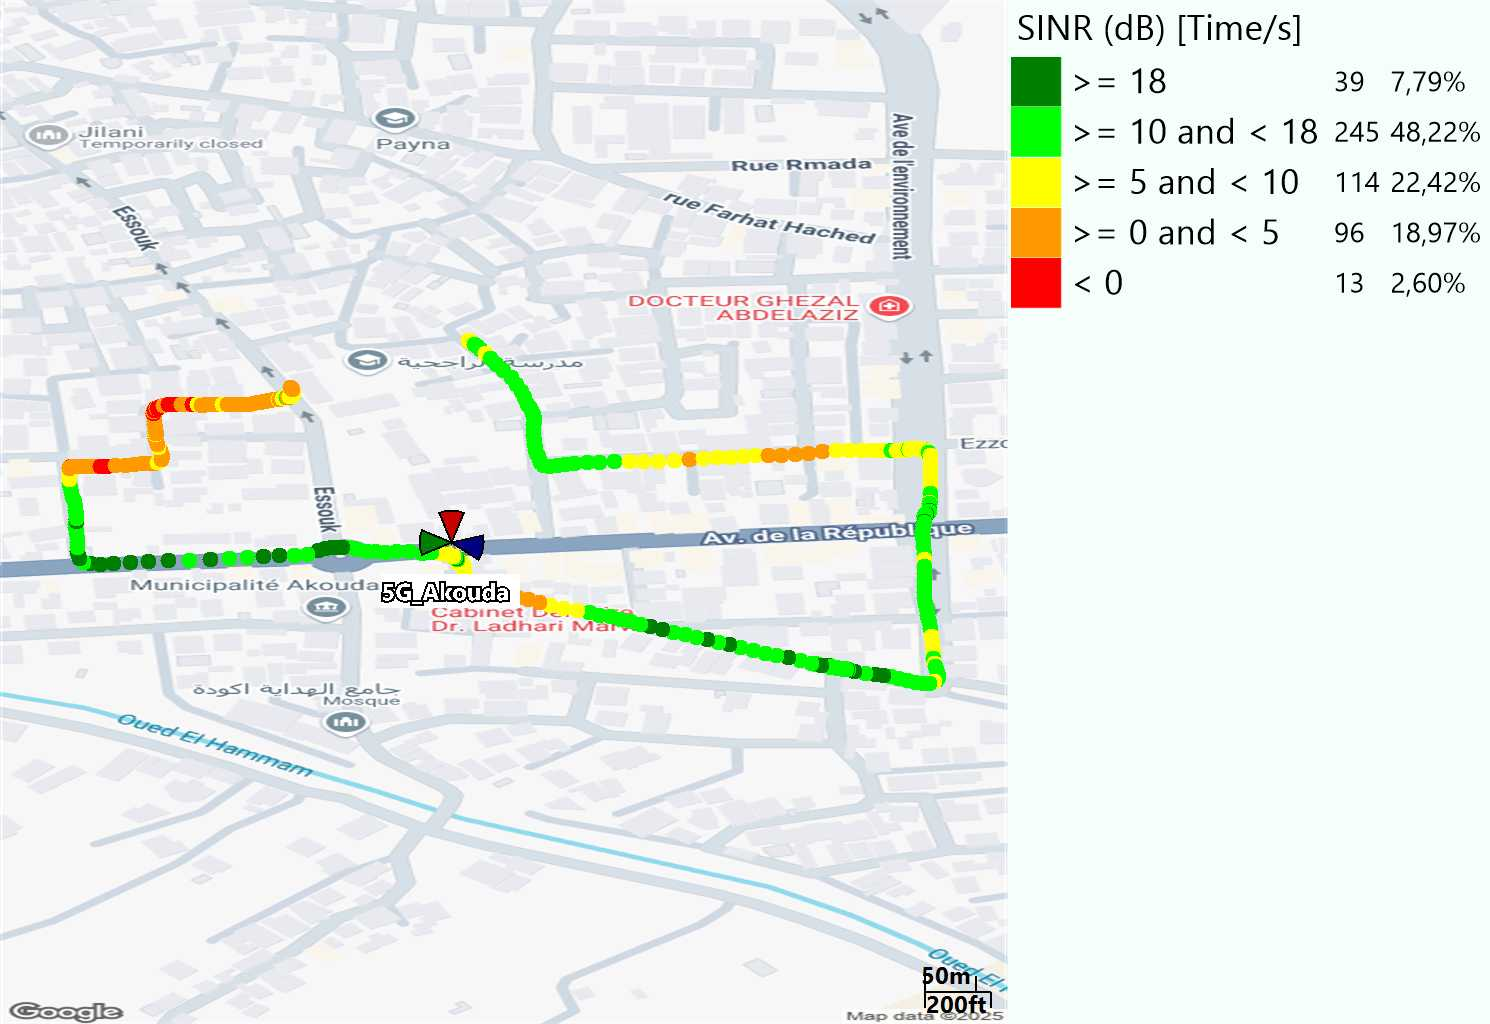 SINR (dB) [Time/s]
>= 18 39 7,79%
>= 10 and < 18 245 48,22%
>= 5 and < 10 114 22,42%
>= 0 and < 5 96 18,97%
< 0 13 2,60%
Jilani
Temporarily closed
Payna
Rue Rmada
Ave de l'environnement
rue Farhat Hached
Essouk
DOCTEUR GHEZAL
ABDELAZIZ
مدرسة الراجحية
Essouk
Av. de la République
Municipalité Akouda
5G_Akouda
Cabinet
Dr. Ladhari
جامع الهداية اكودة
Mosque
Oued El Hammam
50m
200ft
Google
Map data ©2025